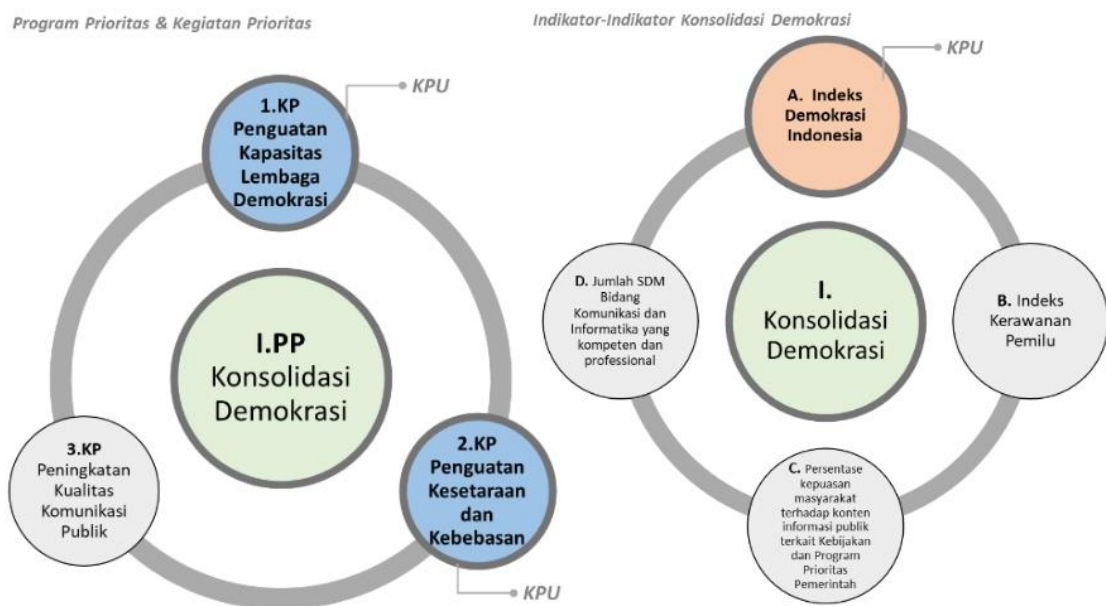 Program Prioritas & Kegiatan Prioritas
KPU
1.KP
Penguatan
Kapasitas
Lembaga
Demokrasi
I.PP
Konsolidasi
Demokrasi
3.KP
Peningkatan
Kualitas
Komunikasi
Publik
2.KP
Penguatan
Kesetaraan
dan
Kebebasan
KPU
Indikator-Indikator Konsolidasi Demokrasi
KPU
A. Indeks
Demokrasi
Indonesia
D. Jumlah SDM
Bidang
Komunikasi dan
Informatika yang
kompeten dan
professional
I.
Konsolidasi
Demokrasi
B. Indeks
Kerawanan
Pemilu
C. Persentase
kepuasan
masyarakat
terhadap konten
informasi publik
terkait Kebijakan
dan Program
Prioritas
Pemerintah